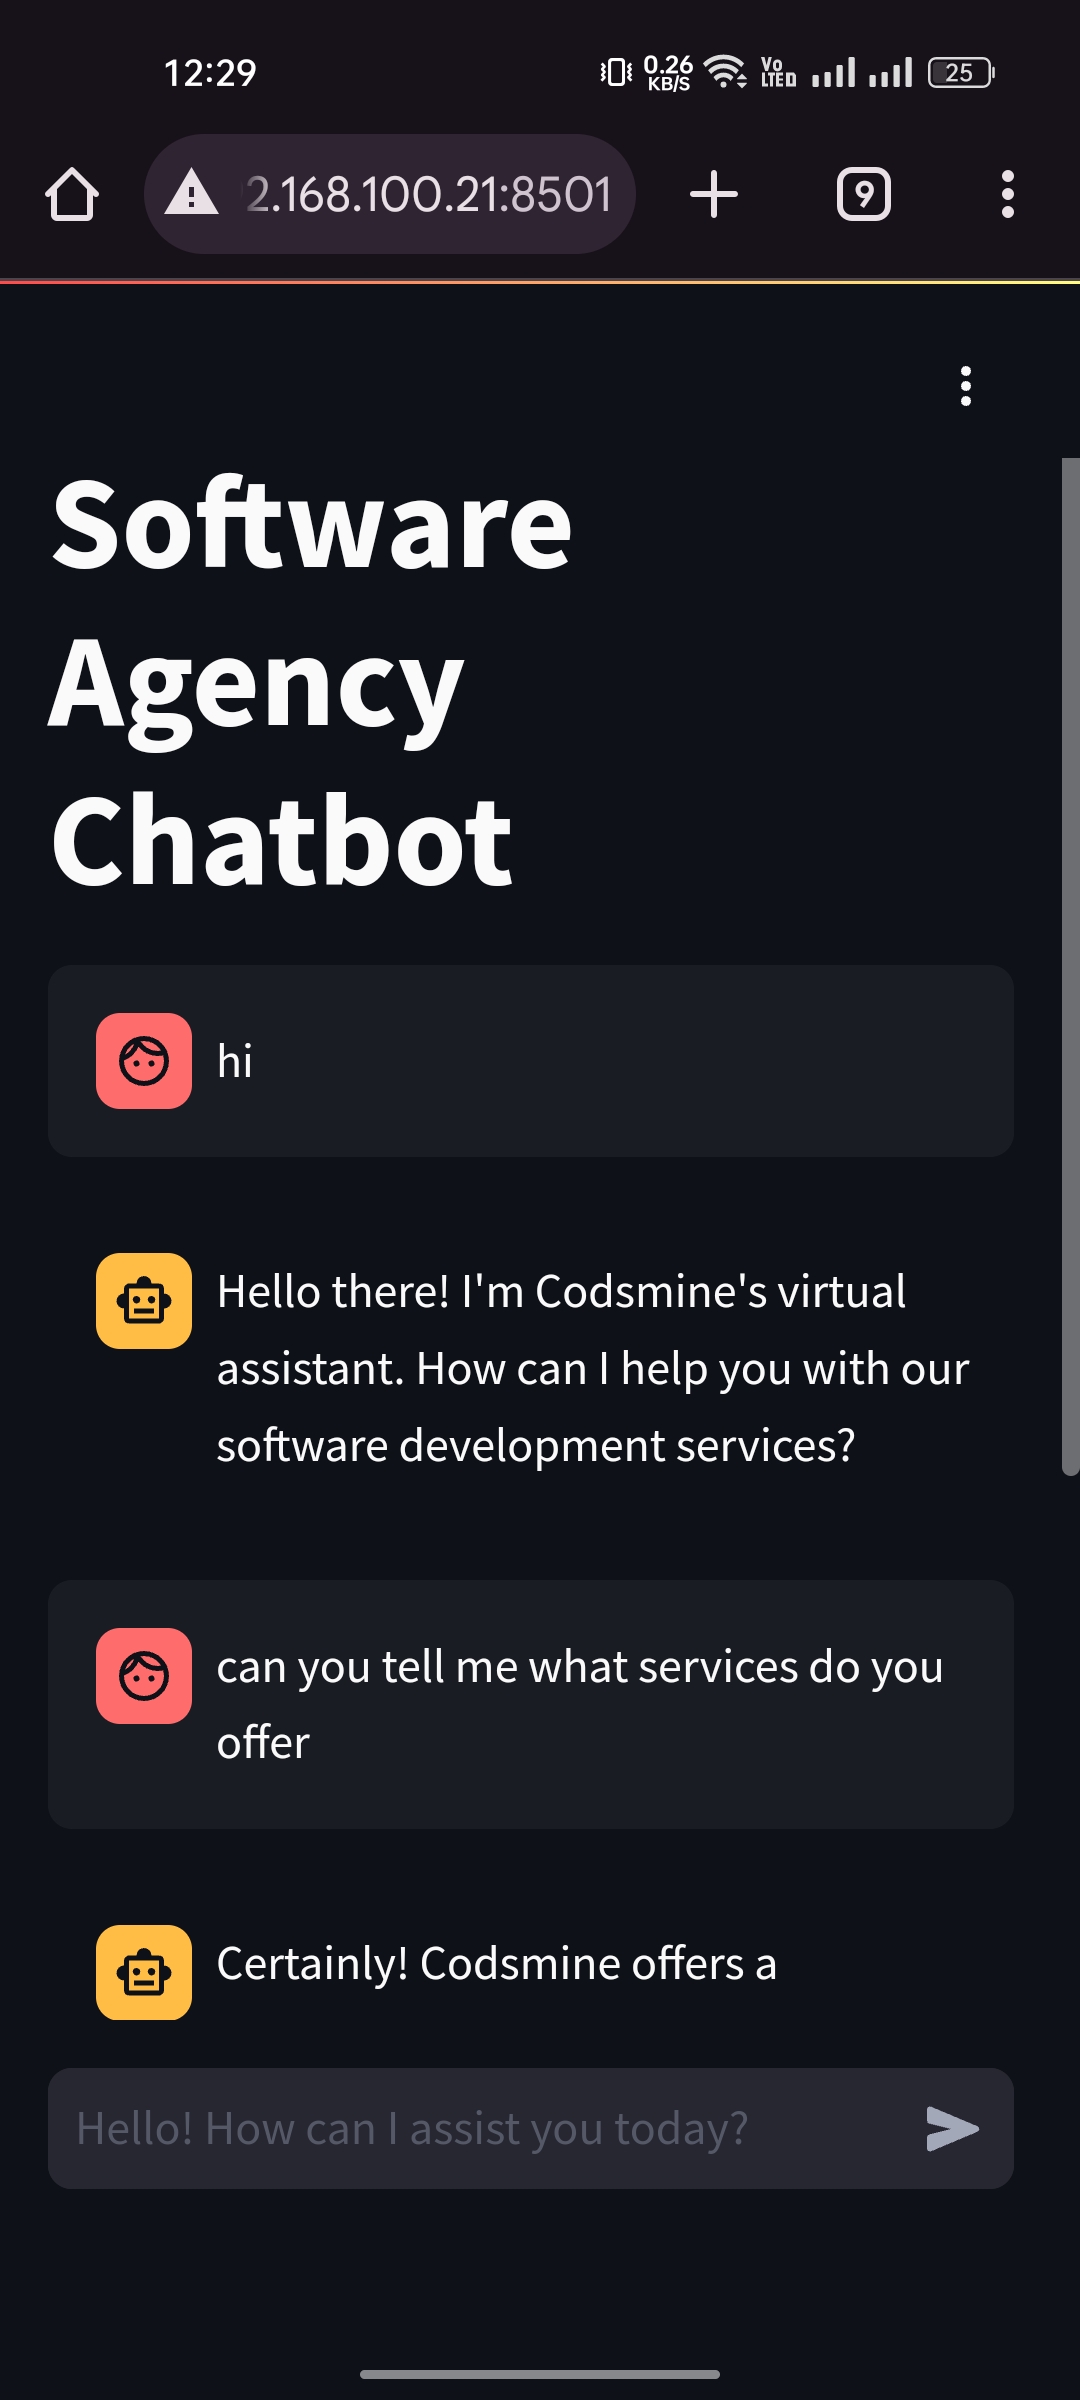 12:29
0.26
KB/S
Vo
LTE
25
2.168.100.21:8501
9
Software
Agency
Chatbot
hi
Hello there! I'm Codsmine's virtual
assistant. How can I help you with our
software development services?
can you tell me what services do you
offer
Certainly! Codsmine offers a
Hello! How can I assist you today?